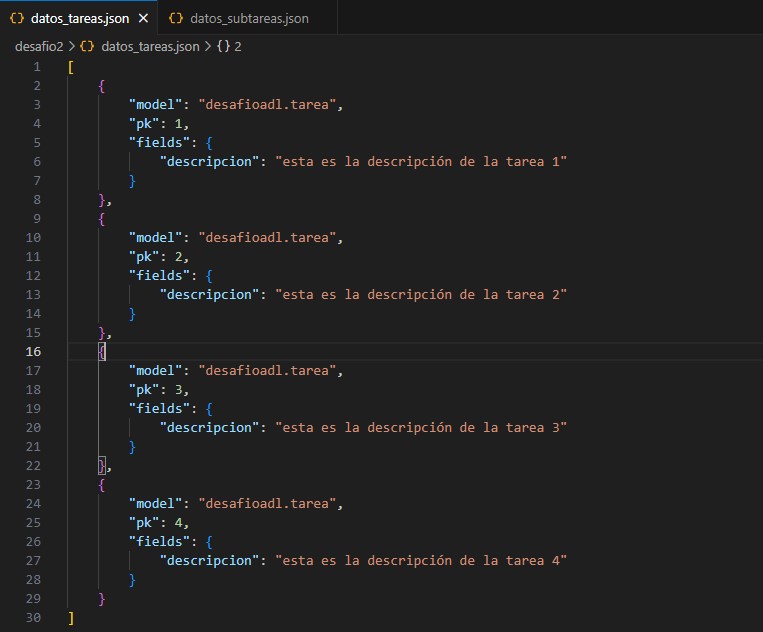 {} datos_tareas.json × {} datos_subtareas.json
desafio2 > {} datos_tareas.json > {} 2
1 [
2 {
3 "model": "desafioadl.tarea",
4 "pk": 1,
5 "fields": {
6 "descripcion": "esta es la descripción de la tarea 1"
7 }
8 },
9 {
10 "model": "desafioadl.tarea",
11 "pk": 2,
12 "fields": {
13 "descripcion": "esta es la descripción de la tarea 2"
14 }
15 },
16 {
17 "model": "desafioadl.tarea",
18 "pk": 3,
19 "fields": {
20 "descripcion": "esta es la descripción de la tarea 3"
21 }
22 },
23 {
24 "model": "desafioadl.tarea",
25 "pk": 4,
26 "fields": {
27 "descripcion": "esta es la descripción de la tarea 4"
28 }
29 }
30 ]